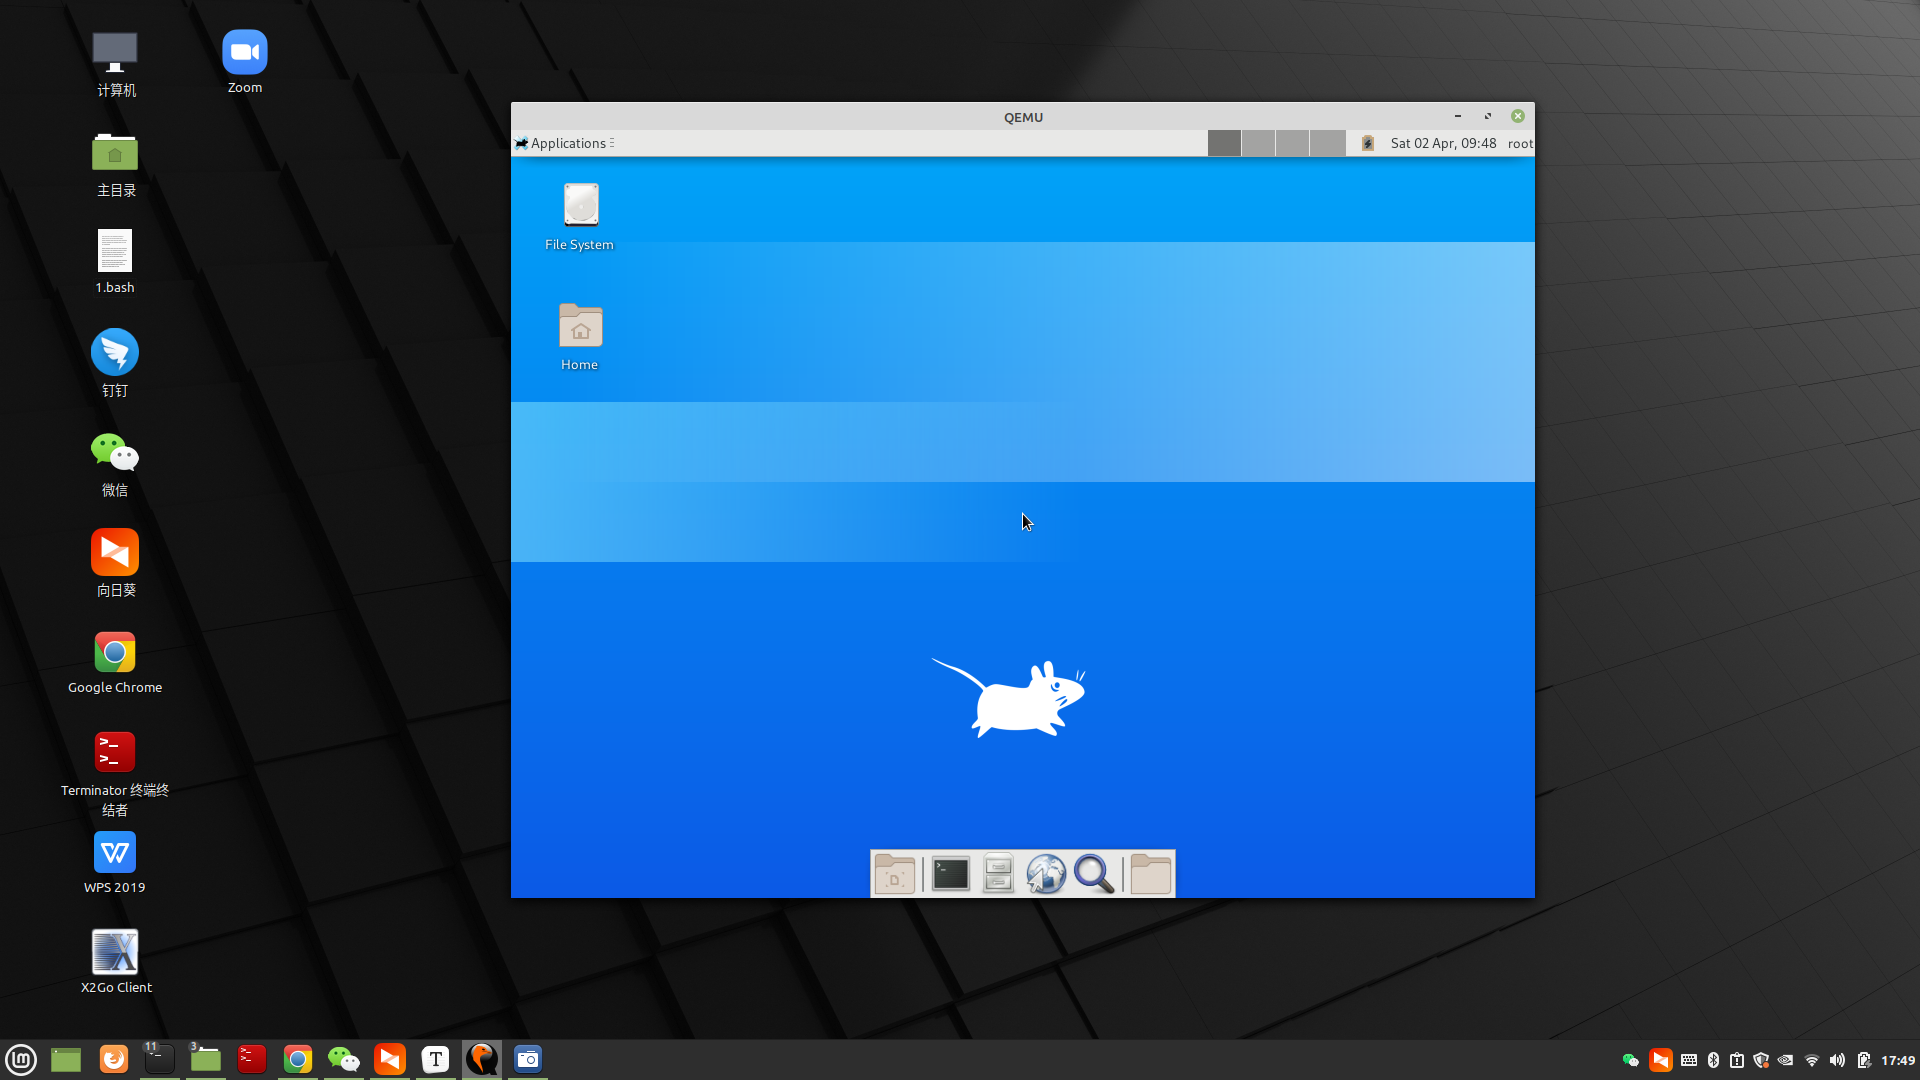 计算机
Zoom
主目录
1.bash
钉钉
微信
向日葵
Google Chrome
Terminator 终端终
结者
WPS 2019
X2Go Client
QEMU
Applications
Sat 02 Apr, 09:48
root
File System
Home
11
3
17:49